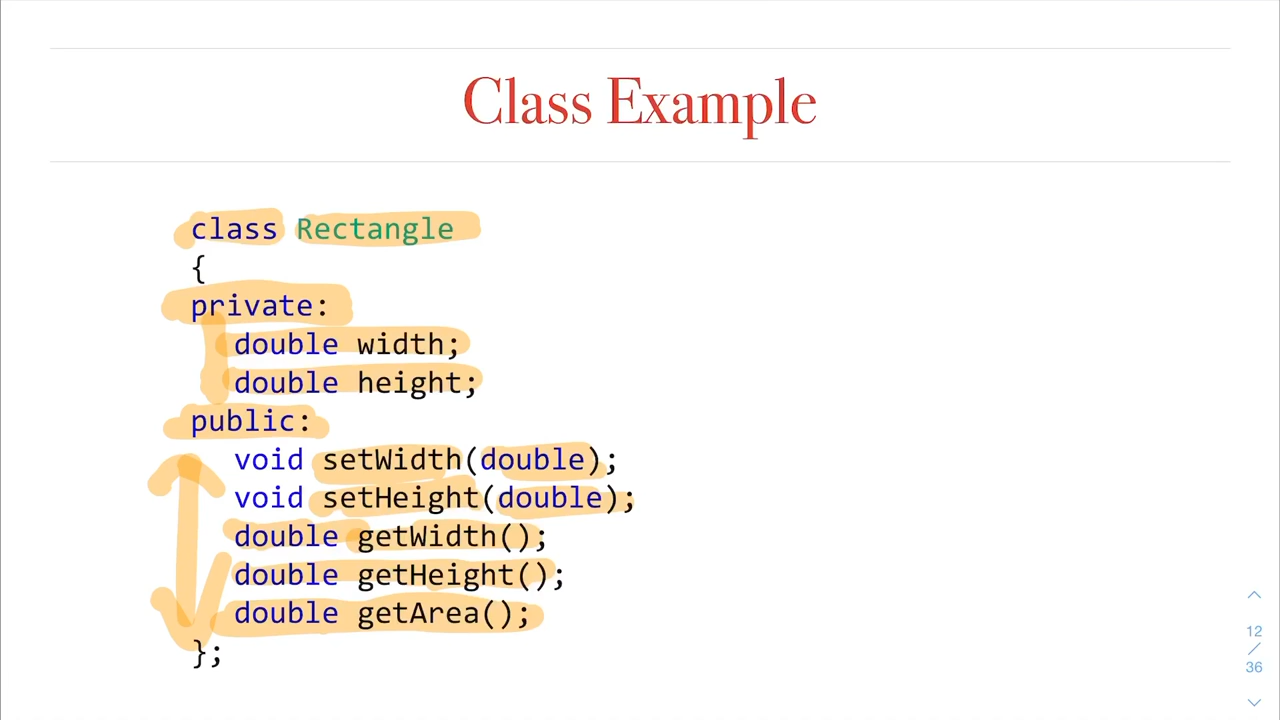 Class Example
class Rectangle
{
private:
double width;
double height;
public:
void setWidth(double);
void setHeight(double);
double getWidth();
double getHeight();
double getArea();
};
12
/
36